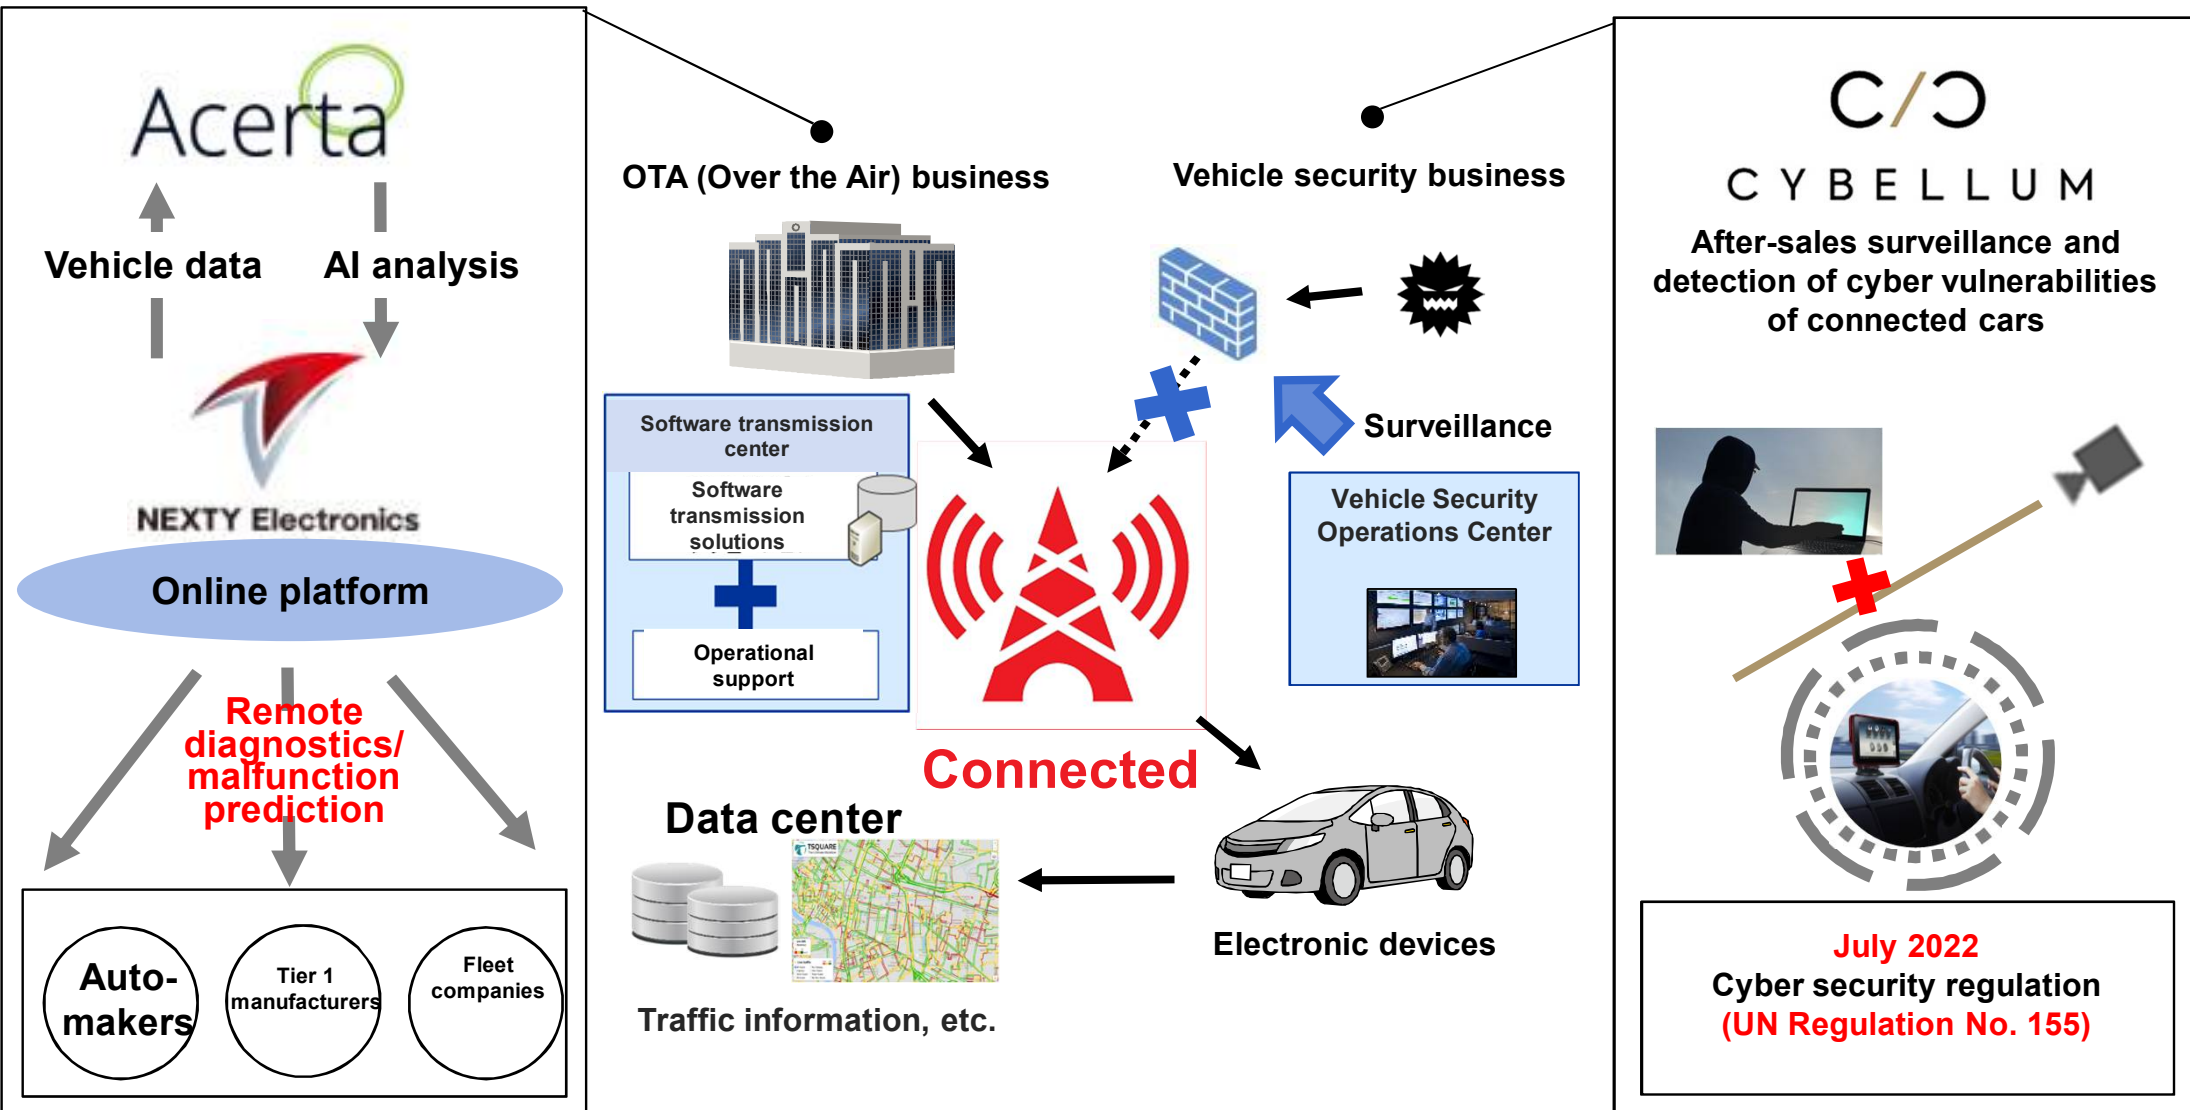 Acerta
Vehicle data
AI analysis
NEXTY Electronics
Online platform
Remote
diagnostics/
malfunction
prediction
Auto-
makers
Tier 1
manufacturers
Fleet
companies
OTA (Over the Air) business
Software transmission
center
Software
transmission
solutions
Operational
support
Connected
Data center
TSQUARE
Traffic information, etc.
Vehicle security business
Surveillance
Vehicle Security
Operations Center
Electronic devices
C/C
CYBELLUM
After-sales surveillance and
detection of cyber vulnerabilities
of connected cars
July 2022
Cyber security regulation
(UN Regulation No. 155)